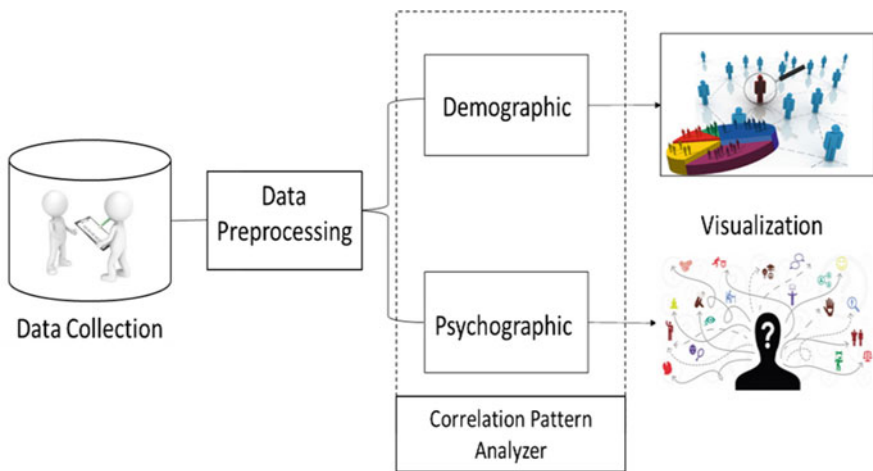 Data Collection
Data
Preprocessing
Demographic
Psychographic
Correlation Pattern
Analyzer
Visualization
?